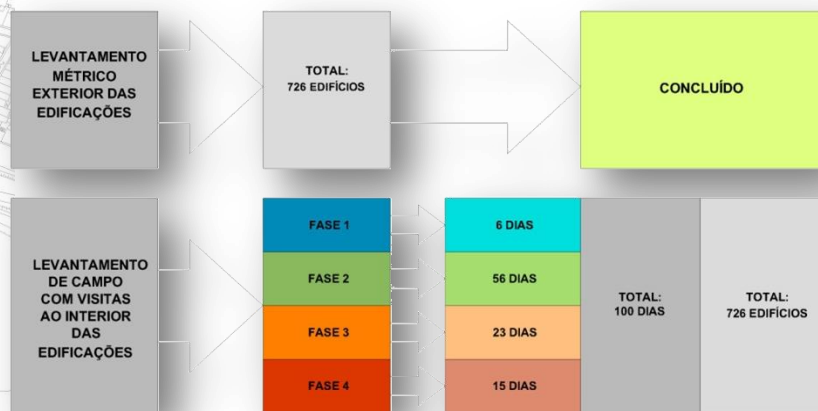 LEVANTAMENTO
MÉTRICO
EXTERIOR DAS
EDIFICAÇÕES
TOTAL:
726 EDIFÍCIOS
CONCLUÍDO
LEVANTAMENTO
DE CAMPO
COM VISITAS
AO INTERIOR
DAS
EDIFICAÇÕES
FASE 1
6 DIAS
FASE 2
56 DIAS
FASE 3
23 DIAS
FASE 4
15 DIAS
TOTAL:
100 DIAS
TOTAL:
726 EDIFÍCIOS